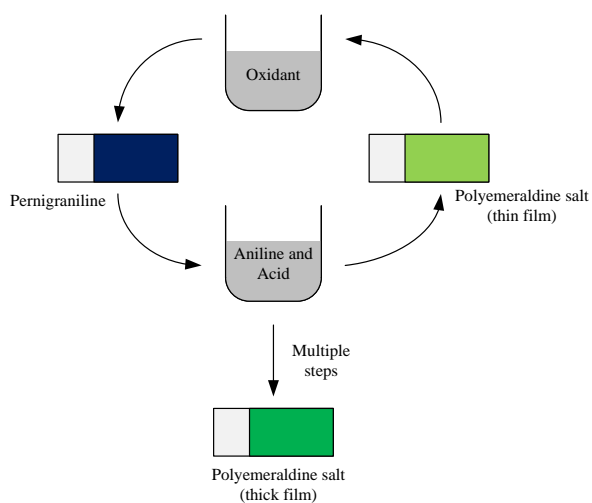 Oxidant
Pernigraniline
Polyemeraldine salt
(thin film)
Aniline and
Acid
Multiple
steps
Polyemeraldine salt
(thick film)